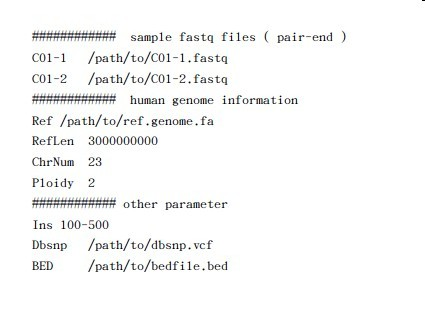 ############ sample fastq files ( pair-end )
C01-1 /path/to/C01-1.fastq
C01-2 /path/to/C01-2.fastq
############ human genome information
Ref /path/to/ref.genome.fa
RefLen 3000000000
ChrNum 23
Ploidy 2
############ other parameter
Ins 100-500
Dbsnp /path/to/dbsnp.vcf
BED /path/to/bedfile.bed